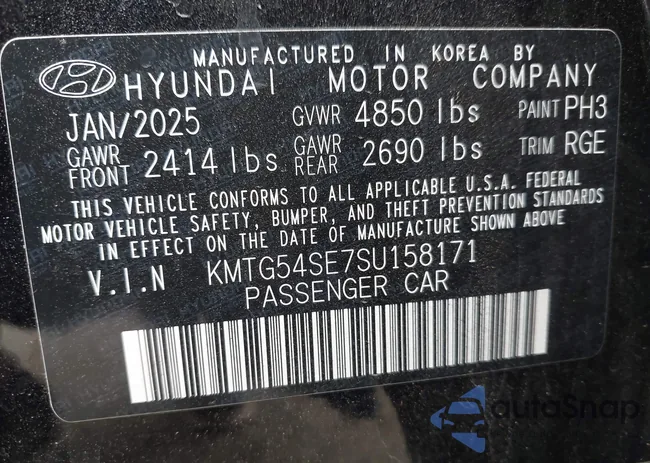 MANUFACTURED IN KOREA BY
HYUNDAI MOTOR COMPANY
JAN/2025 GVWR 4850 lbs PAINT PH3
GAWR FRONT 2414 lbs GAWR REAR 2690 lbs TRIM RGE
THIS VEHICLE CONFORMS TO ALL APPLICABLE U.S.A. FEDERAL
MOTOR VEHICLE SAFETY, BUMPER, AND THEFT PREVENTION STANDARDS
IN EFFECT ON THE DATE OF MANUFACTURE SHOWN ABOVE
V.I.N KMTG54SE7SU158171
PASSENGER CAR
autoSnap